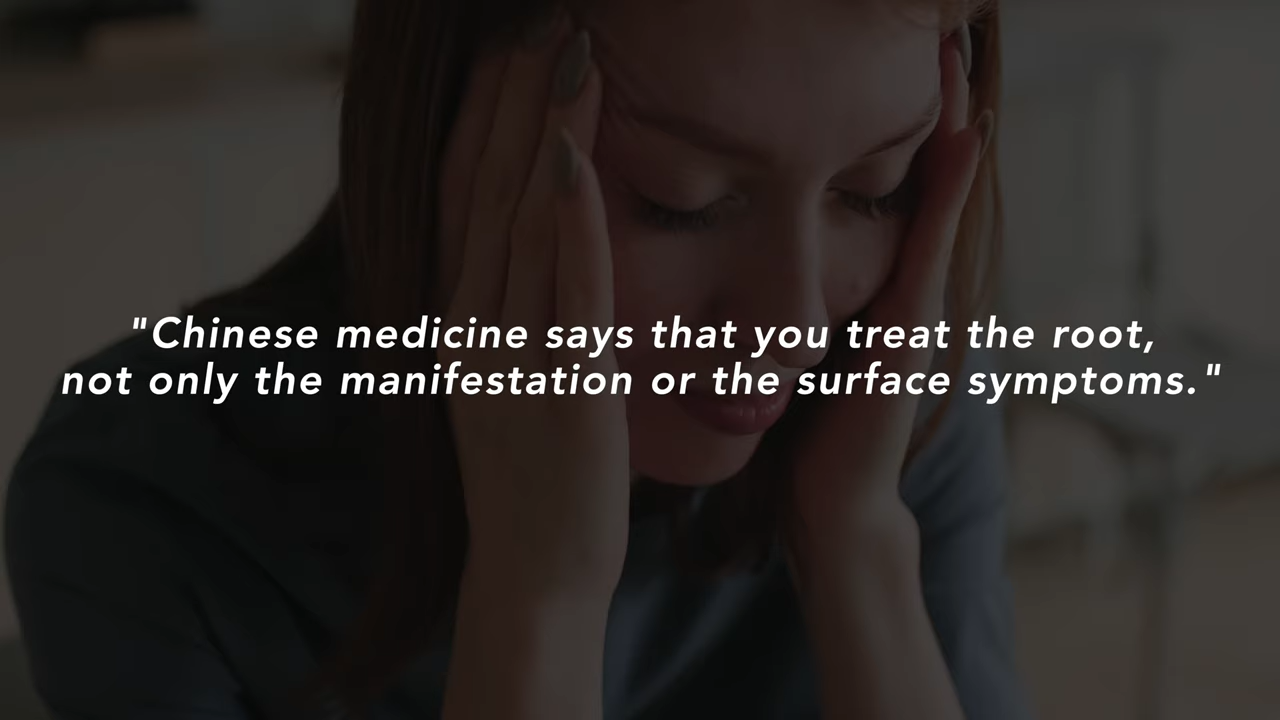 "Chinese medicine says that you treat the root,
not only the manifestation or the surface symptoms."